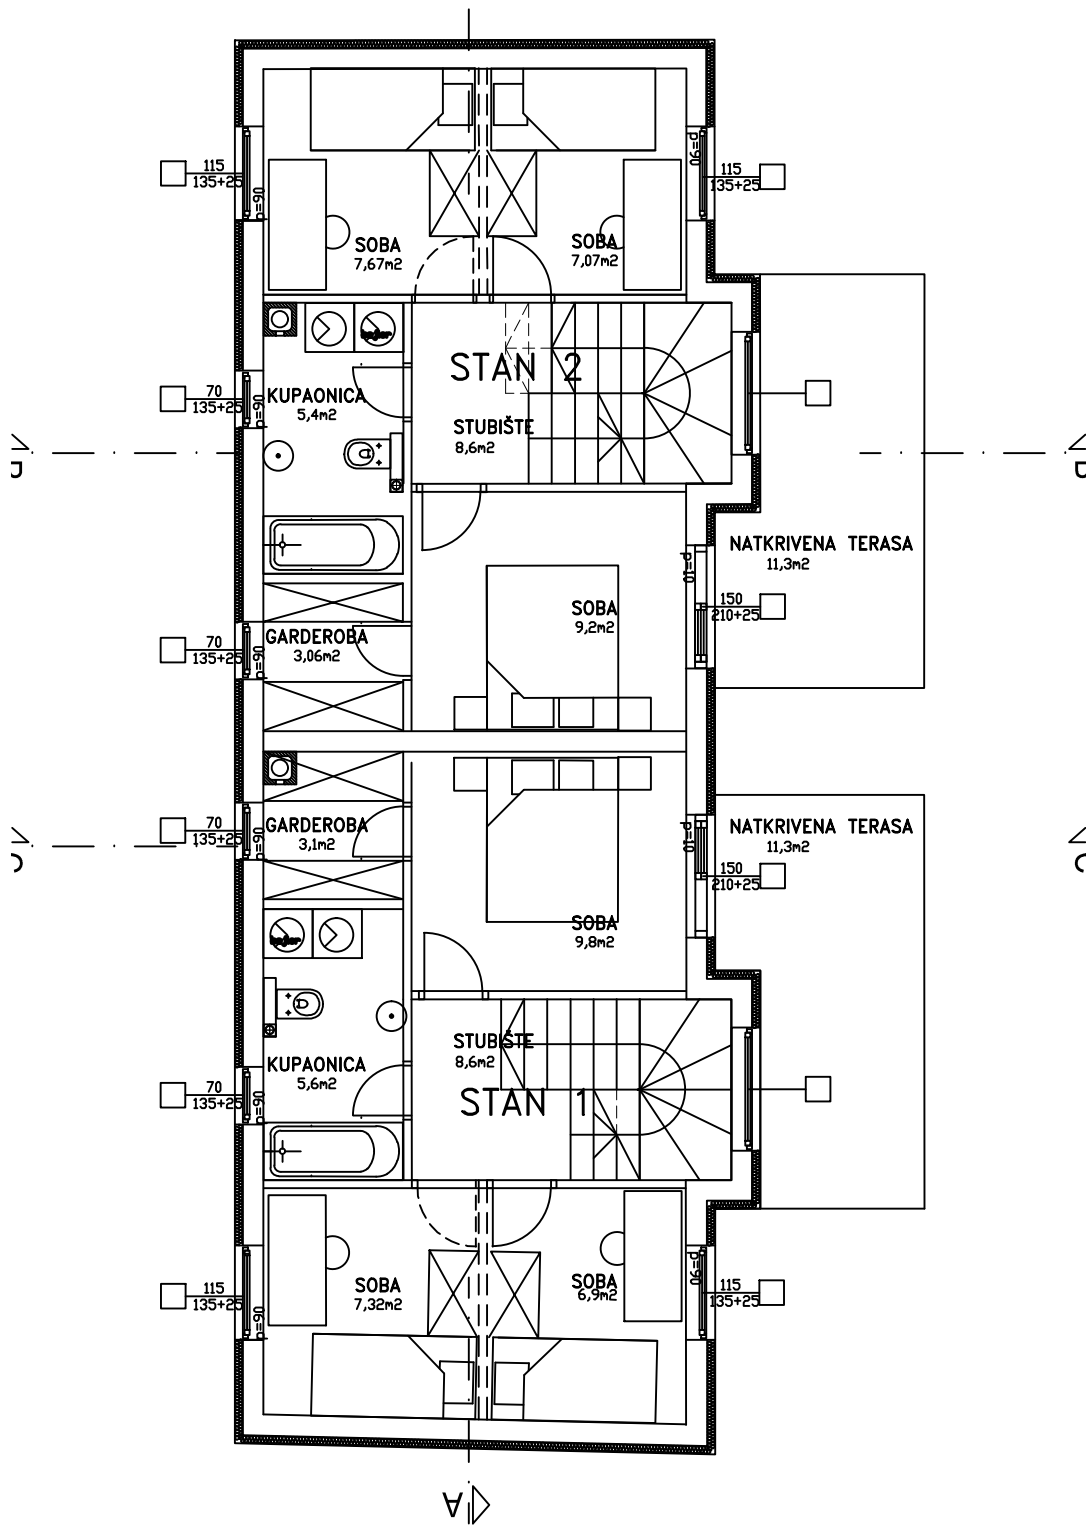 115
135+25
p=90
SOBA
7,67m2
SOBA
7,07m2
p=90
115
135+25
bojler
STAN 2
70
135+25
p=90
KUPAONICA
5,4m2
STUBIŠTE
8,6m2
B
B
NATKRIVENA TERASA
11,3m2
p=10
150
210+25
SOBA
9,2m2
70
135+25
p=90
GARDEROBA
3,06m2
70
135+25
p=90
GARDEROBA
3,1m2
C
C
p=10
NATKRIVENA TERASA
11,3m2
150
210+25
SOBA
9,8m2
bojler
STUBIŠTE
8,6m2
KUPAONICA
5,6m2
70
135+25
p=90
STAN 1
115
135+25
p=90
SOBA
7,32m2
SOBA
6,9m2
p=90
115
135+25
A